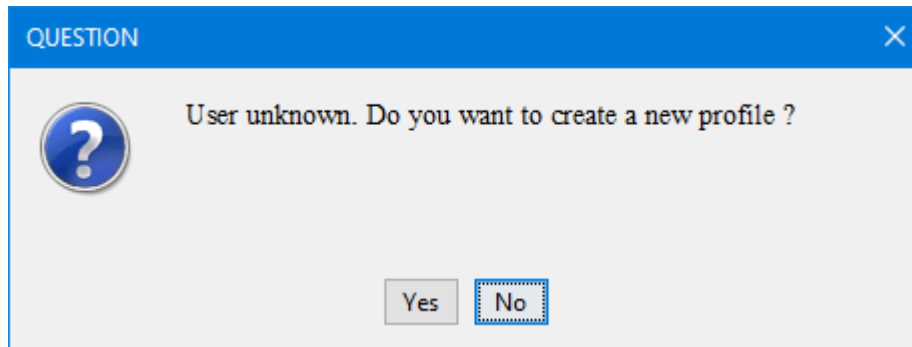 QUESTION
User unknown. Do you want to create a new profile ?
Yes No